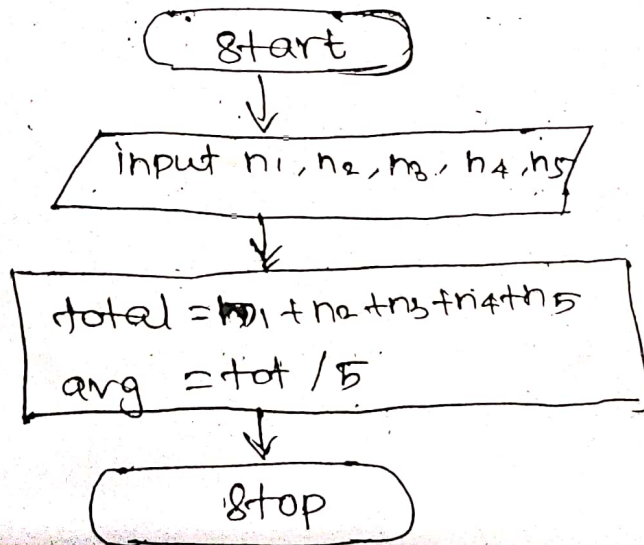 Start
input n1, n2, n3, n4, n5
total = n1 + n2 + n3 + n4 + n5
avg = tot / 5
Stop